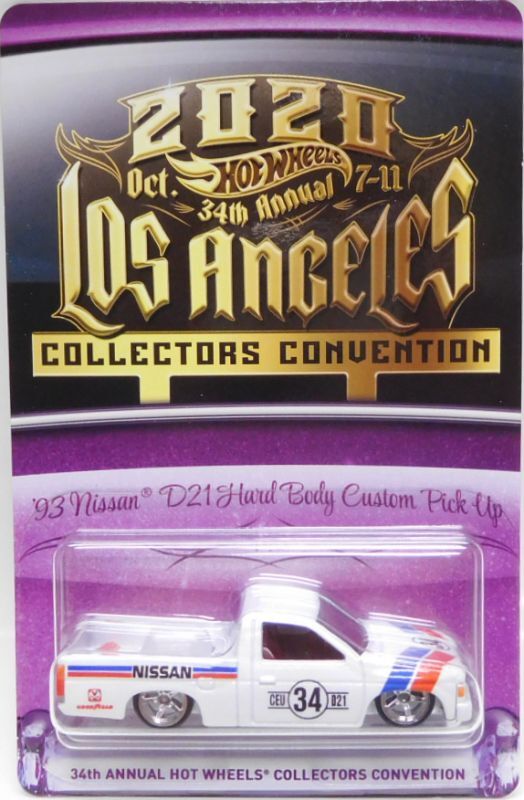 2020
HOT WHEELS
Oct. 7-11
34th Annual
LOS ANGELES
COLLECTORS CONVENTION
'93 Nissan® D21 Hard Body Custom Pick Up
NISSAN
GOODYEAR
CEU 34 D21
34th ANNUAL HOT WHEELS® COLLECTORS CONVENTION